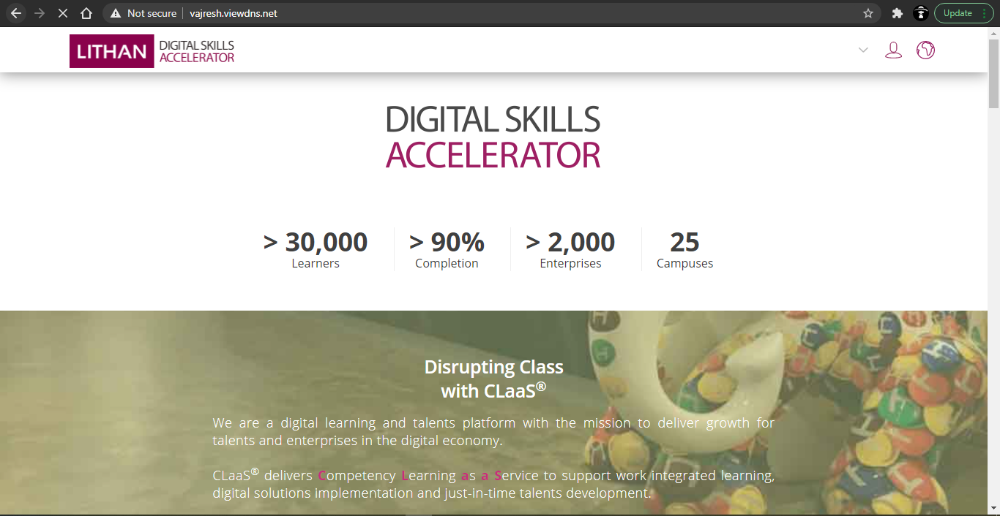 Not secure
vajresh.viewdns.net
Update
LITHAN
DIGITAL SKILLS
ACCELERATOR
DIGITAL SKILLS
ACCELERATOR
> 30,000
Learners
> 90%
Completion
> 2,000
Enterprises
25
Campuses
Disrupting Class
with CLaaS®
We are a digital learning and talents platform with the mission to deliver growth for
talents and enterprises in the digital economy.
CLaaS® delivers Competency Learning as a Service to support work integrated learning,
digital solutions implementation and just-in-time talents development.